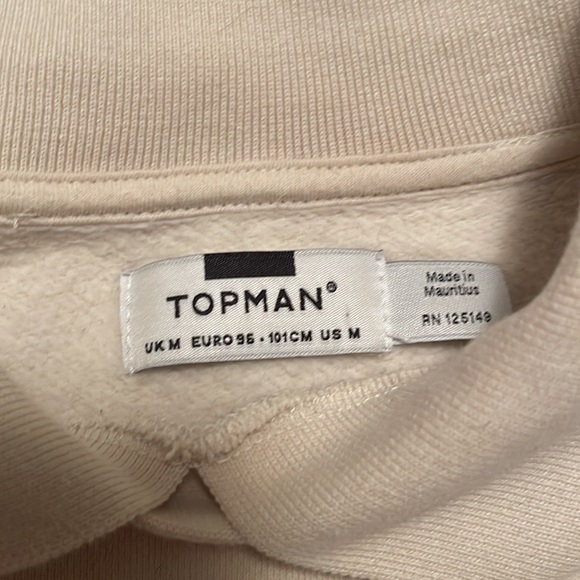 TOPMAN®
UK M EURO 96 - 101CM US M
Made in
Mauritius
RN 125149